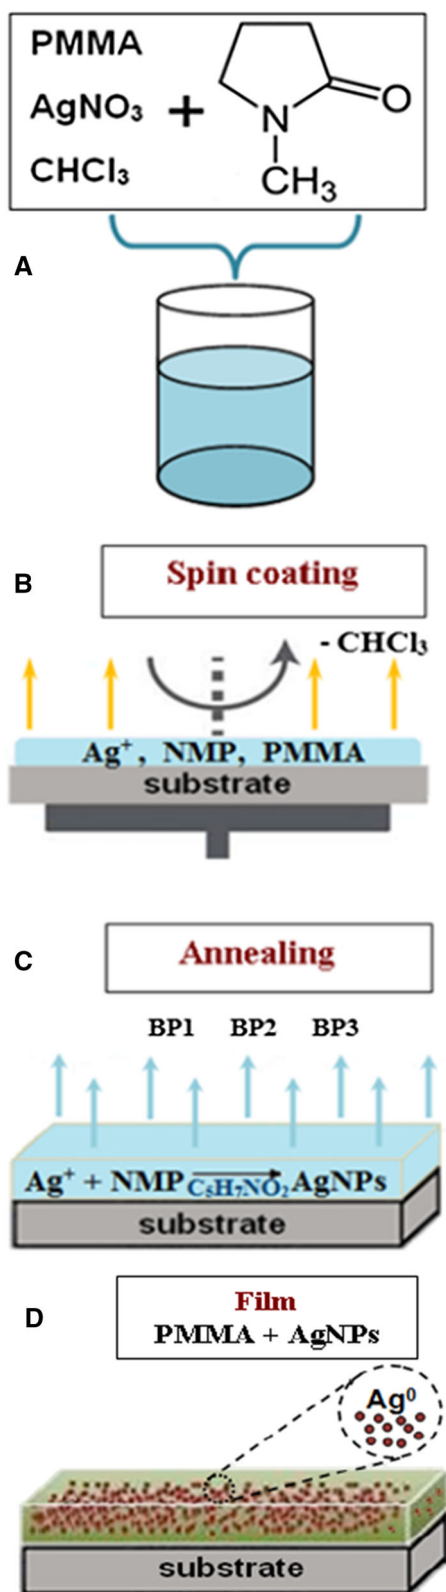 PMMA
AgNO₃ +
CHCl₃
N
O
CH₃
A
B
Spin coating
- CHCl₃
Ag⁺, NMP, PMMA
substrate
C
Annealing
BP1 BP2 BP3
Ag⁺ + NMP C₅H₇NO₂ AgNPs
substrate
D
Film
PMMA + AgNPs
Ag⁰
substrate